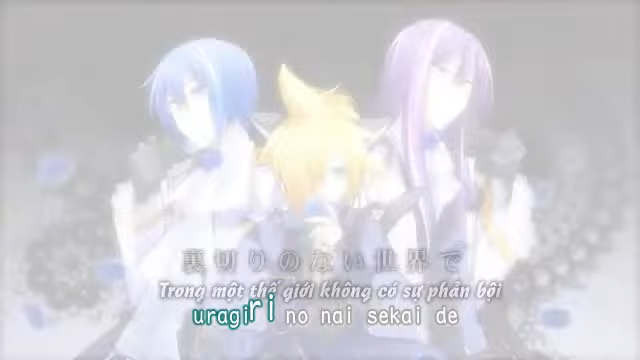 裏切りのない世界で
Trong một thế giới không có sự phản bội
uragiri no nai sekai de